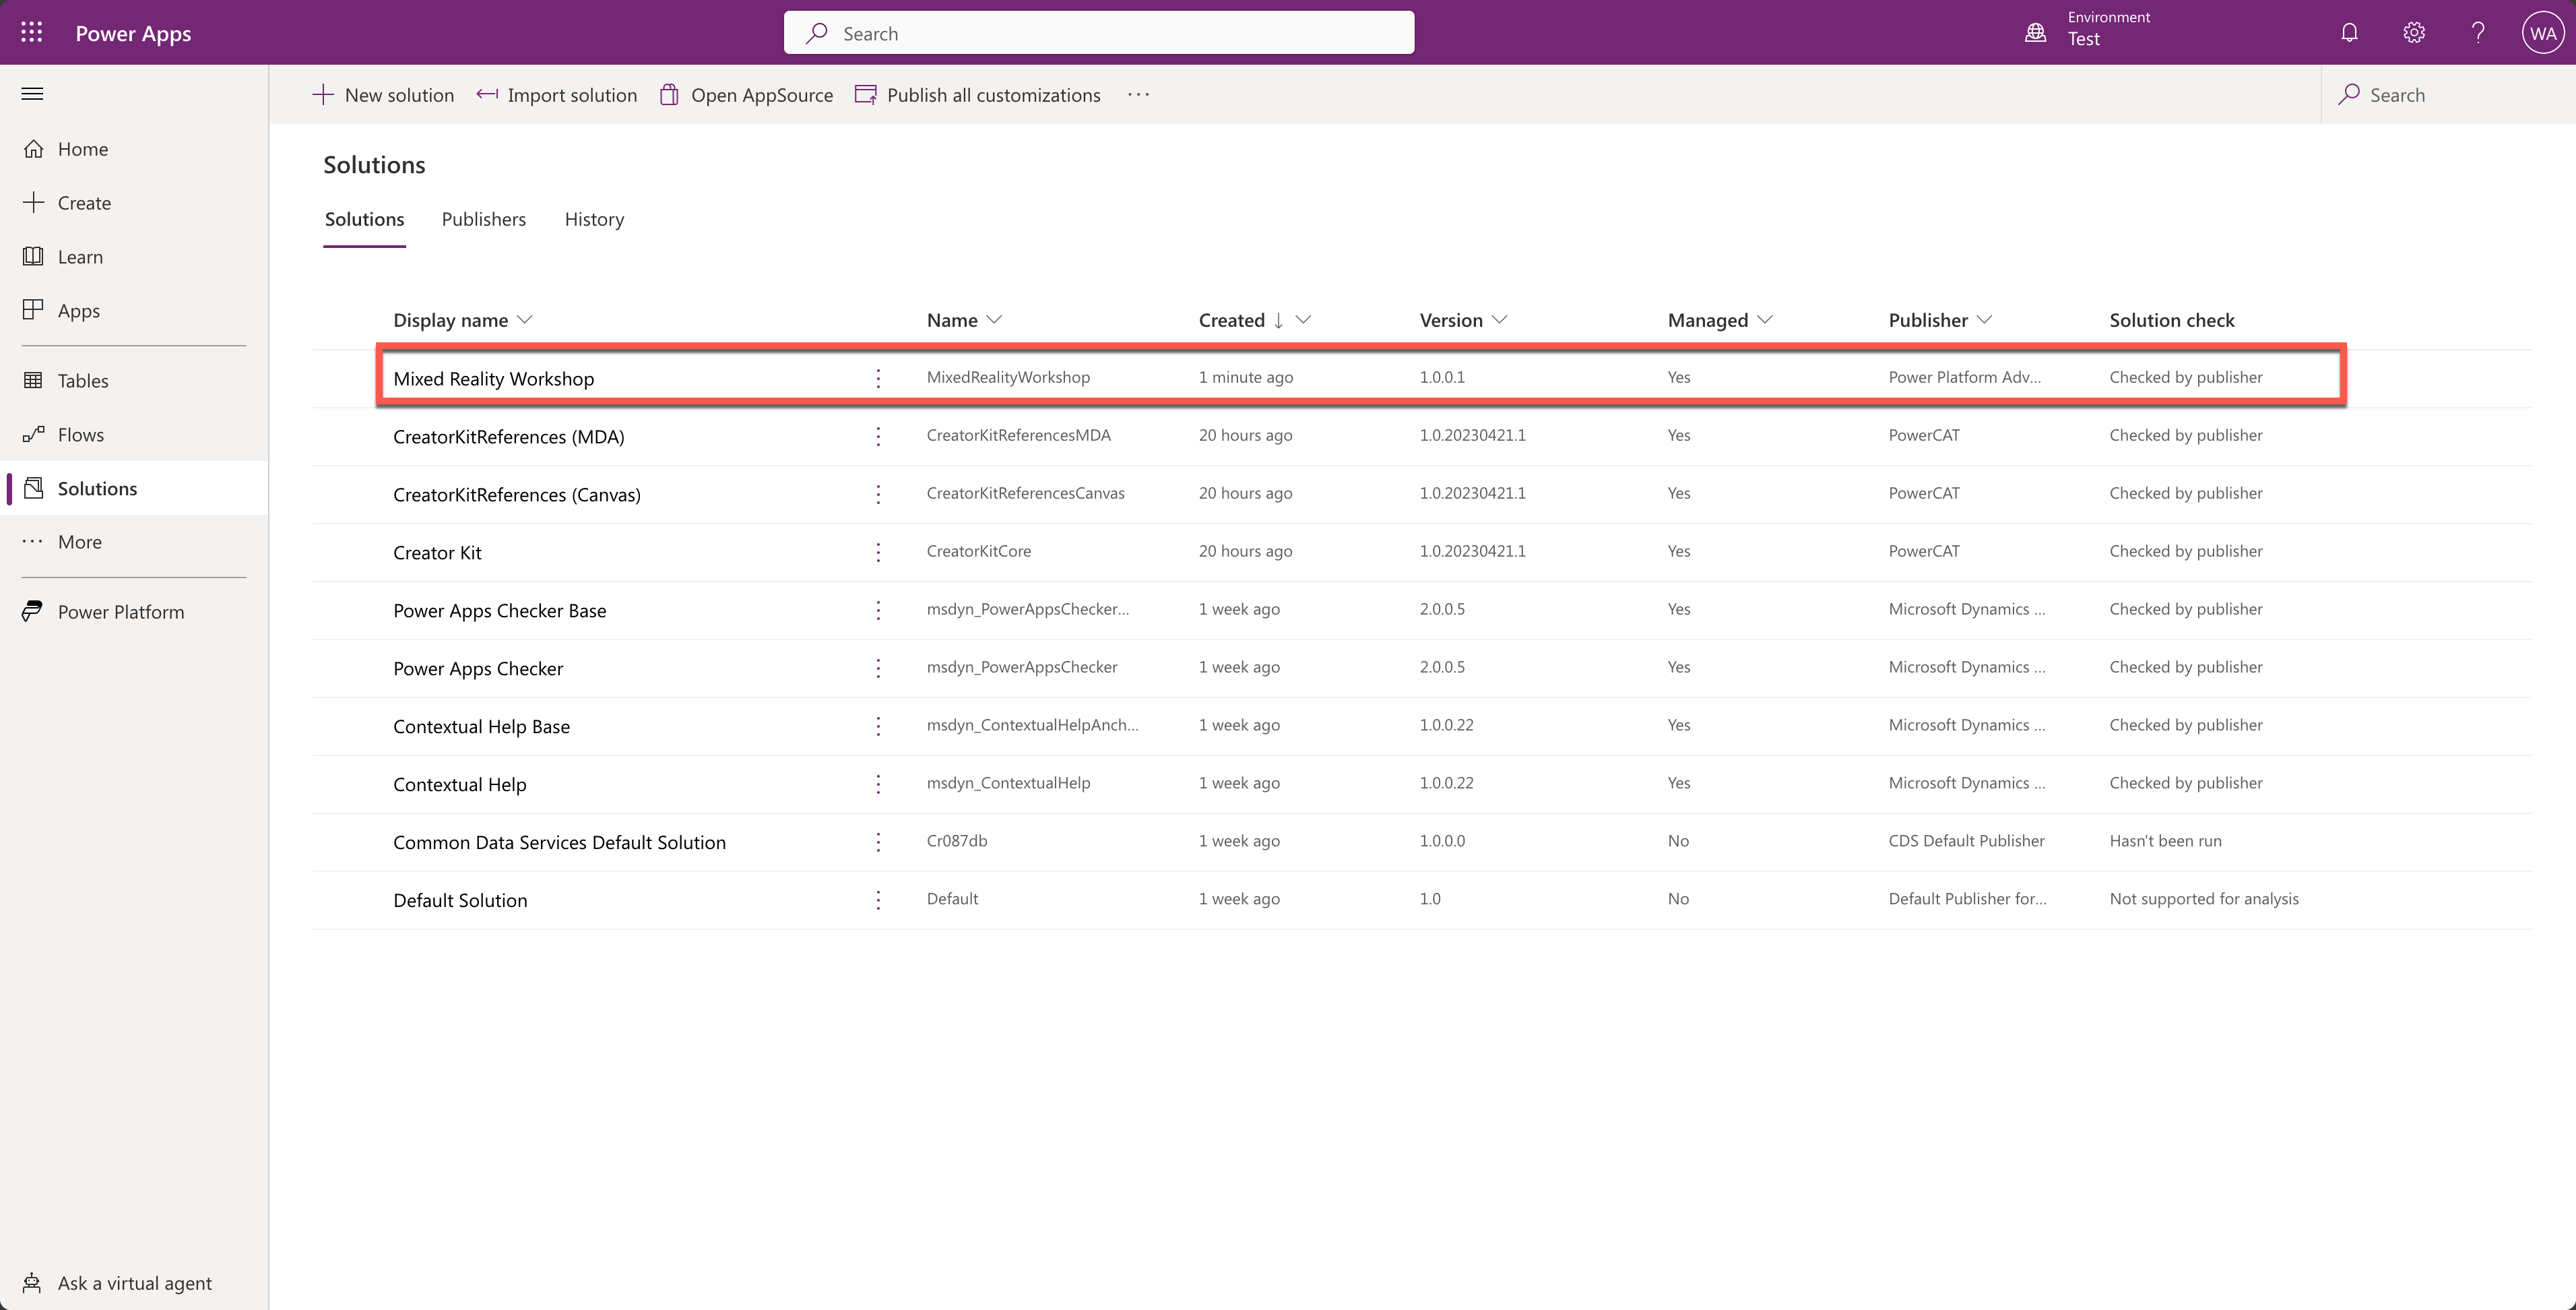 Power Apps
Search
Environment
Test
WA
New solution
Import solution
Open AppSource
Publish all customizations
Search
Home
Create
Learn
Apps
Tables
Flows
Solutions
More
Power Platform
Ask a virtual agent
Solutions
Solutions Publishers History
Display name Name Created Version Managed Publisher Solution check
Mixed Reality Workshop MixedRealityWorkshop 1 minute ago 1.0.0.1 Yes Power Platform Adv... Checked by publisher
CreatorKitReferences (MDA) CreatorKitReferencesMDA 20 hours ago 1.0.20230421.1 Yes PowerCAT Checked by publisher
CreatorKitReferences (Canvas) CreatorKitReferencesCanvas 20 hours ago 1.0.20230421.1 Yes PowerCAT Checked by publisher
Creator Kit CreatorKitCore 20 hours ago 1.0.20230421.1 Yes PowerCAT Checked by publisher
Power Apps Checker Base msdyn_PowerAppsChecker... 1 week ago 2.0.0.5 Yes Microsoft Dynamics ... Checked by publisher
Power Apps Checker msdyn_PowerAppsChecker 1 week ago 2.0.0.5 Yes Microsoft Dynamics ... Checked by publisher
Contextual Help Base msdyn_ContextualHelpAnch... 1 week ago 1.0.0.22 Yes Microsoft Dynamics ... Checked by publisher
Contextual Help msdyn_ContextualHelp 1 week ago 1.0.0.22 Yes Microsoft Dynamics ... Checked by publisher
Common Data Services Default Solution Cr087db 1 week ago 1.0.0.0 No CDS Default Publisher Hasn't been run
Default Solution Default 1 week ago 1.0 No Default Publisher for... Not supported for analysis